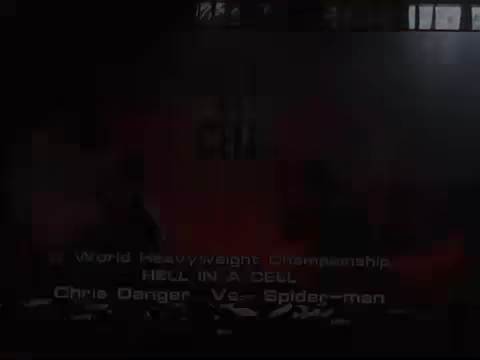 World Heavyweight Championship
HELL IN A CELL
Chris Danger Vs Spider-man